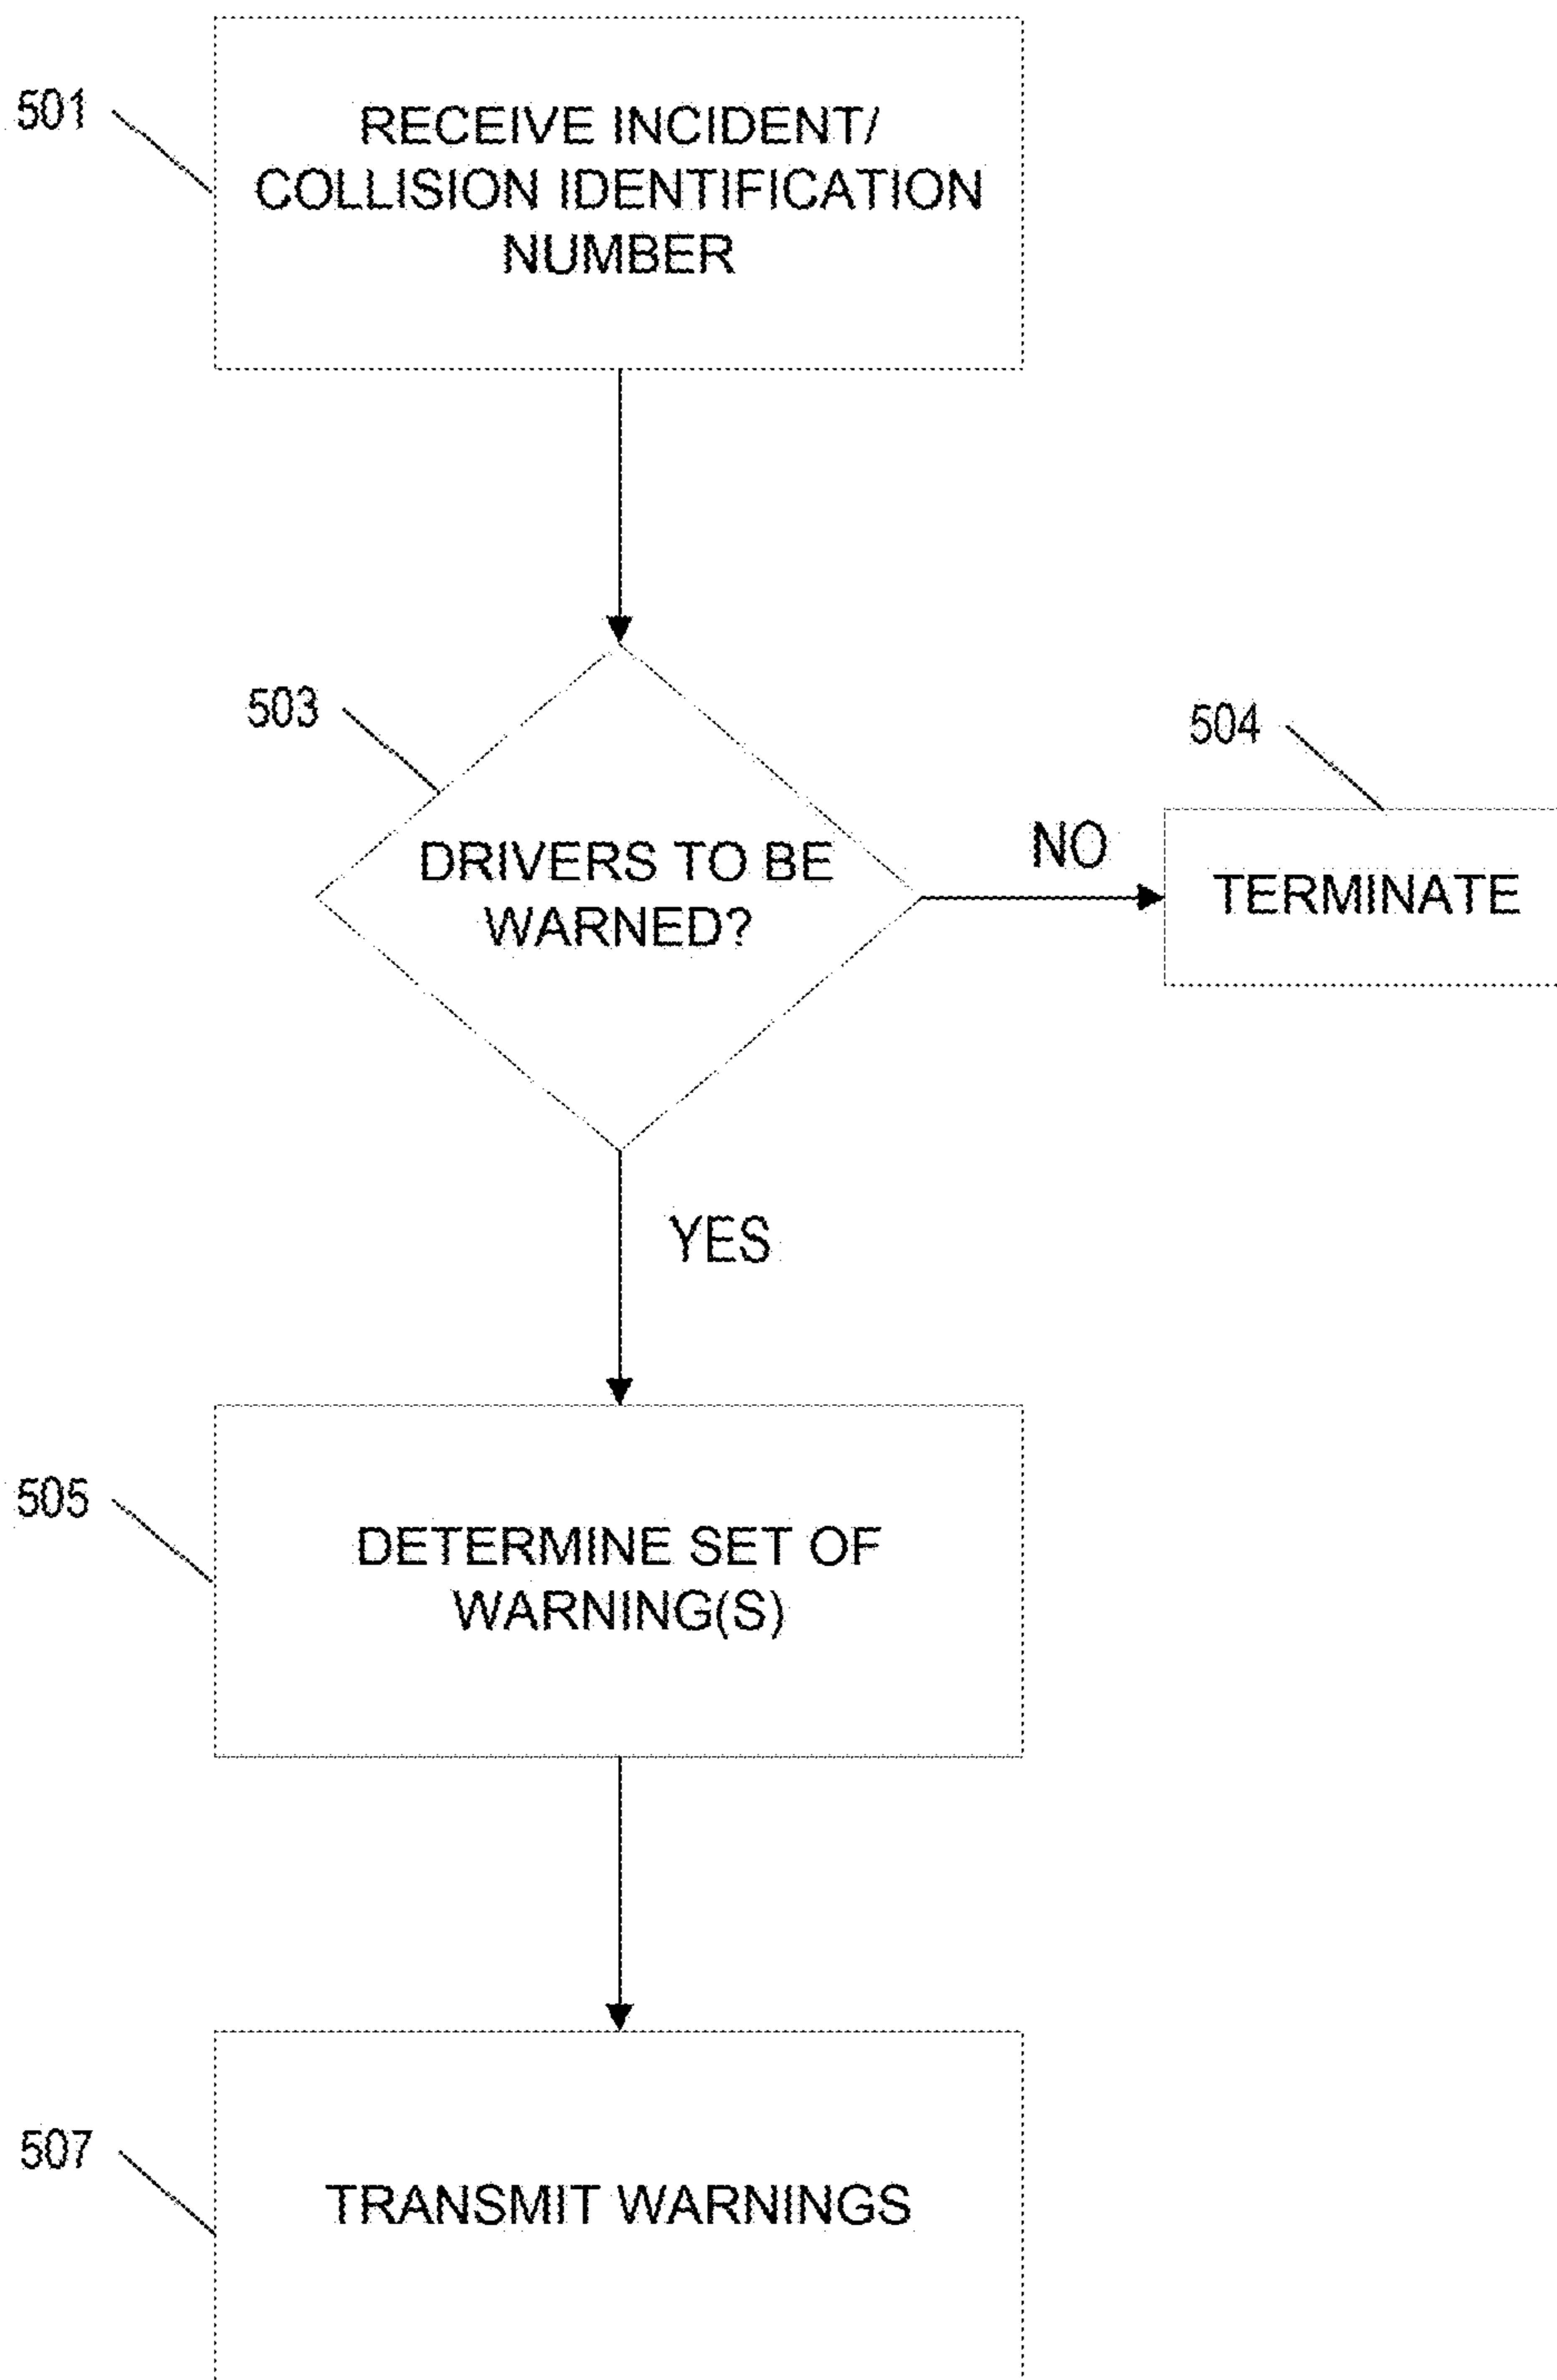 501
RECEIVE INCIDENT/
COLLISION IDENTIFICATION
NUMBER
503
DRIVERS TO BE
WARNED?
NO
504
TERMINATE
YES
505
DETERMINE SET OF
WARNING(S)
507
TRANSMIT WARNINGS